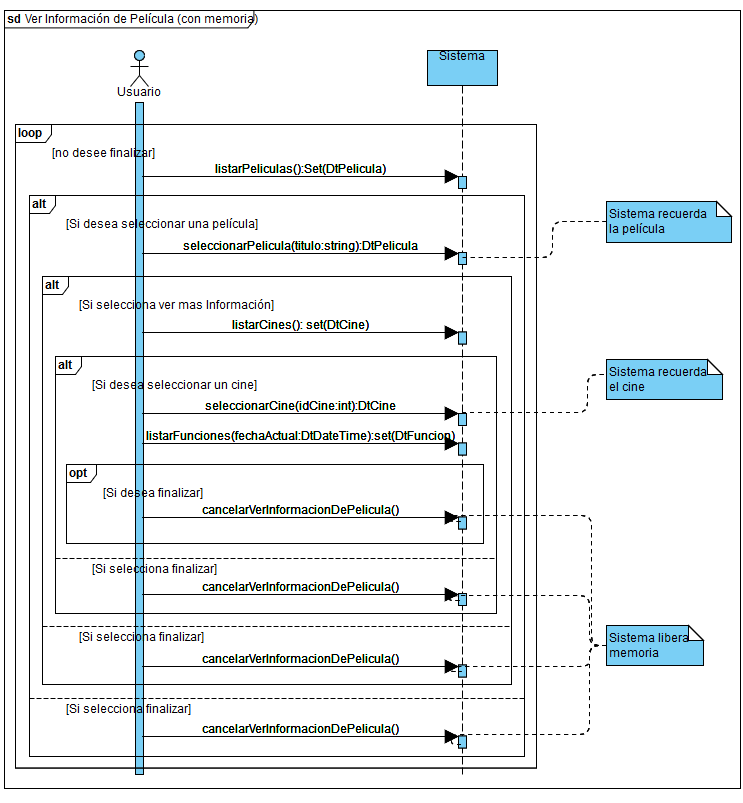 sd Ver Información de Película (con memoria)
Usuario
Sistema
loop
[no desee finalizar]
listarPeliculas():Set(DtPelicula)
alt
[Si desea seleccionar una película]
Sistema recuerda
la película
seleccionarPelicula(titulo:string):DtPelicula
alt
[Si selecciona ver mas Información]
listarCines(): set(DtCine)
alt
[Si desea seleccionar un cine]
Sistema recuerda
el cine
seleccionarCine(idCine:int):DtCine
listarFunciones(fechaActual:DtDateTime):set(DtFuncion)
opt
[Si desea finalizar]
cancelarVerInformacionDePelicula()
[Si selecciona finalizar]
cancelarVerInformacionDePelicula()
[Si selecciona finalizar]
Sistema libera
memoria
cancelarVerInformacionDePelicula()
[Si selecciona finalizar]
cancelarVerInformacionDePelicula()